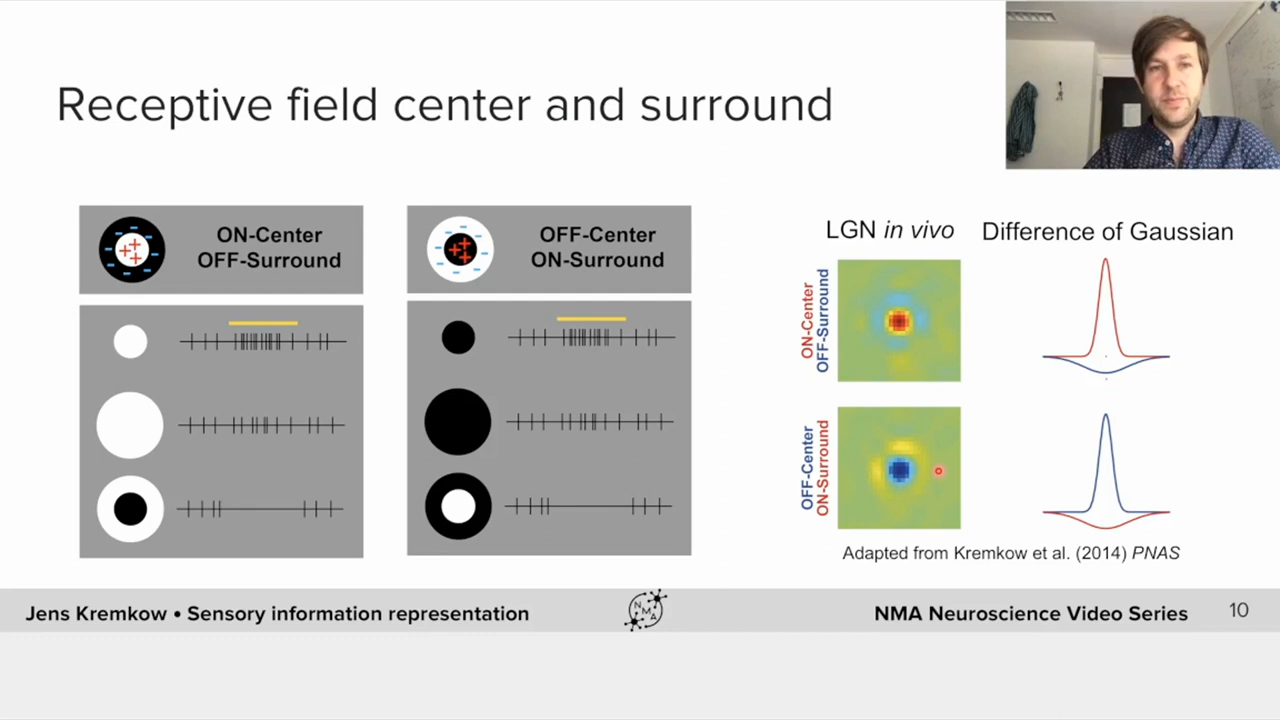 Receptive field center and surround
ON-Center
OFF-Surround
OFF-Center
ON-Surround
LGN in vivo
Difference of Gaussian
ON-Center
OFF-Surround
OFF-Center
ON-Surround
Adapted from Kremkow et al. (2014) PNAS
Jens Kremkow • Sensory information representation
NMA
NMA Neuroscience Video Series
10